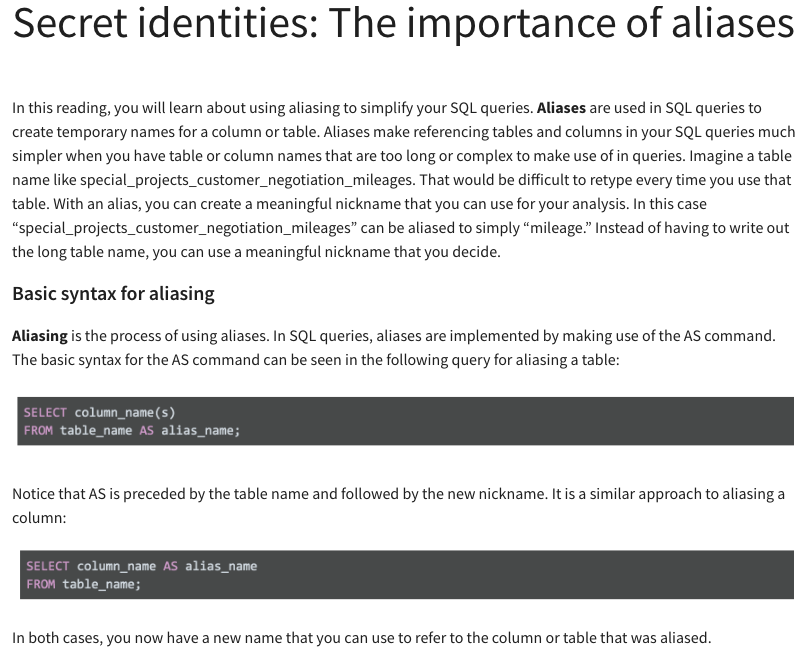 Secret identities: The importance of aliases
In this reading, you will learn about using aliasing to simplify your SQL queries. Aliases are used in SQL queries to
create temporary names for a column or table. Aliases make referencing tables and columns in your SQL queries much
simpler when you have table or column names that are too long or complex to make use of in queries. Imagine a table
name like special_projects_customer_negotiation_mileages. That would be difficult to retype every time you use that
table. With an alias, you can create a meaningful nickname that you can use for your analysis. In this case
“special_projects_customer_negotiation_mileages” can be aliased to simply “mileage.” Instead of having to write out
the long table name, you can use a meaningful nickname that you decide.
Basic syntax for aliasing
Aliasing is the process of using aliases. In SQL queries, aliases are implemented by making use of the AS command.
The basic syntax for the AS command can be seen in the following query for aliasing a table:
SELECT column_name(s)
FROM table_name AS alias_name;
Notice that AS is preceded by the table name and followed by the new nickname. It is a similar approach to aliasing a
column:
SELECT column_name AS alias_name
FROM table_name;
In both cases, you now have a new name that you can use to refer to the column or table that was aliased.